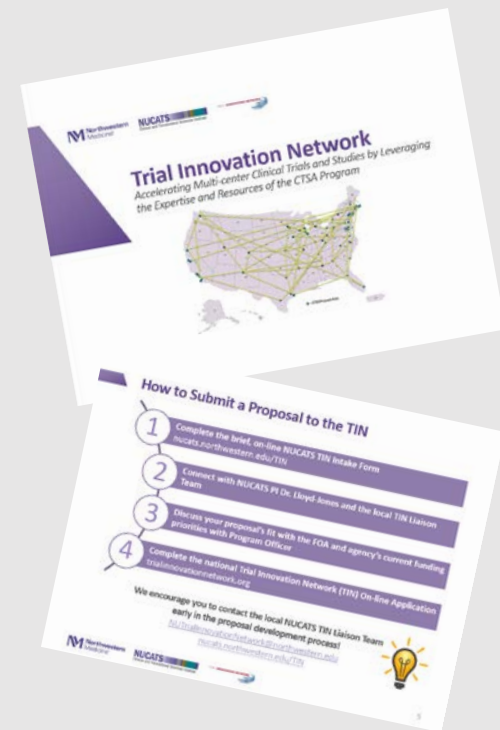 Northwestern
Medicine
NUCATS
Trial Innovation Network
Accelerating Multi-center Clinical Trials and Studies by Leveraging
the Expertise and Resources of the CTSA Program
How to Submit a Proposal to the TIN
1
Complete the brief, on-line NUCATS TIN Intake Form
nucats.northwestern.edu/TIN
2
Connect with NUCATS PI Dr. Lloyd-Jones and the local TIN Liaison
Team
3
Discuss your proposal's fit with the FOA and agency's current funding
priorities with Program Officer
4
Complete the national Trial Innovation Network (TIN) On-line Application
trialinnovationnetwork.org
We encourage you to contact the local NUCATS TIN Liaison Team
early in the proposal development process!
NUTrialInnovationNetwork@northwestern.edu
nucats.northwestern.edu/TIN
Northwestern
Medicine
NUCATS